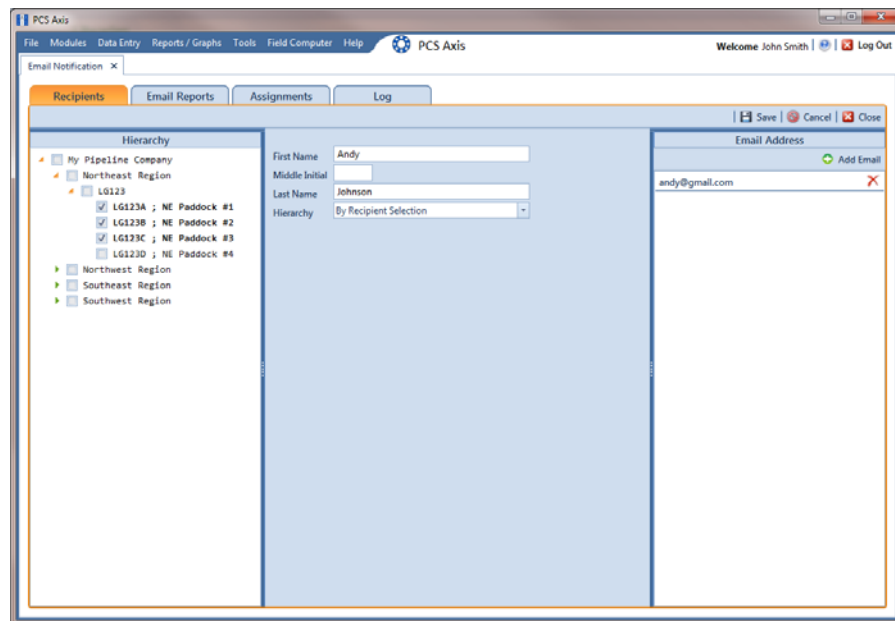 PCS Axis
File Modules Data Entry Reports / Graphs Tools Field Computer Help PCS Axis Welcome John Smith | | Log Out
Email Notification ×
Recipients Email Reports Assignments Log
| Save | Cancel | Close
Hierarchy
My Pipeline Company
Northeast Region
LG123
LG123A ; NE Paddock #1
LG123B ; NE Paddock #2
LG123C ; NE Paddock #3
LG123D ; NE Paddock #4
Northwest Region
Southeast Region
Southwest Region
First Name Andy
Middle Initial
Last Name Johnson
Hierarchy By Recipient Selection
Email Address
Add Email
andy@gmail.com